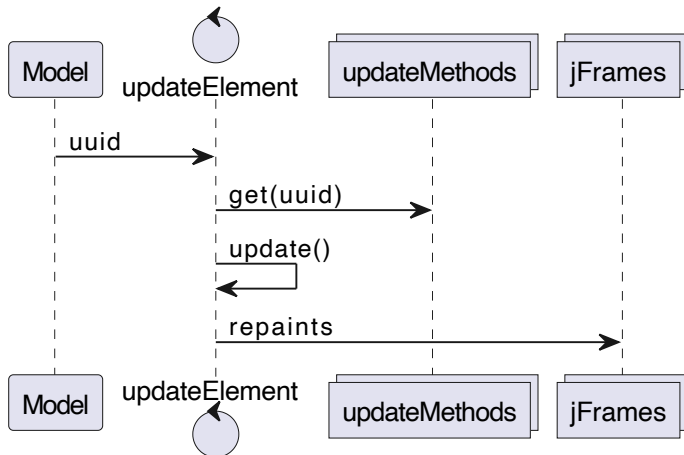 Model
updateElement
updateMethods
jFrames
uuid
get(uuid)
update()
repaints
Model
updateElement
updateMethods
jFrames